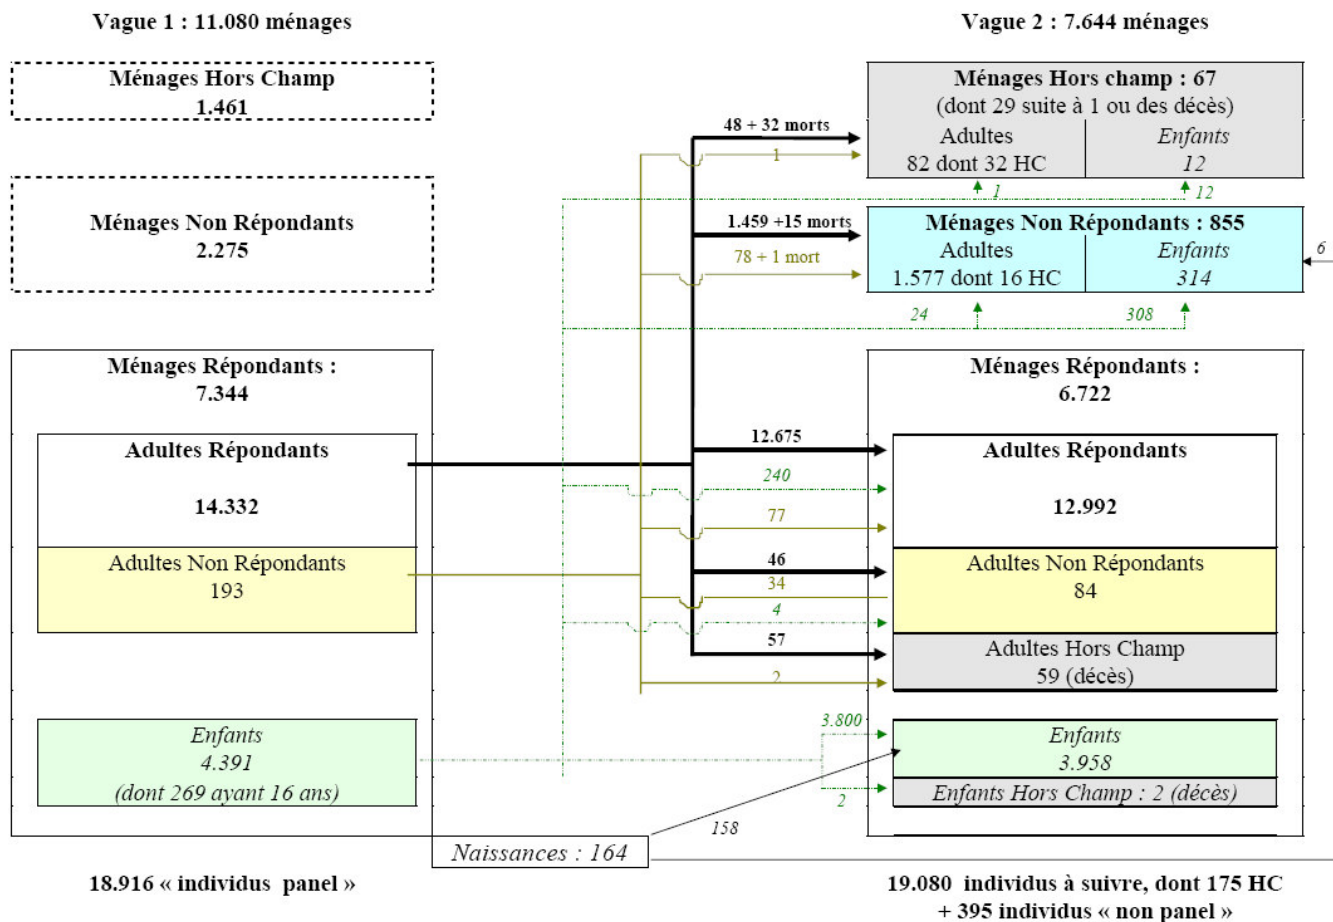 Vague 1 : 11.080 ménages
Vague 2 : 7.644 ménages
Ménages Hors Champ
1.461
Ménages Hors champ : 67
(dont 29 suite à 1 ou des décès)
48 + 32 morts
1
Adultes
82 dont 32 HC
Enfants
12
1
12
Ménages Non Répondants
2.275
1.459 +15 morts
78 + 1 mort
Ménages Non Répondants : 855
Adultes
1.577 dont 16 HC
Enfants
314
6
24
308
Ménages Répondants :
7.344
Ménages Répondants :
6.722
Adultes Répondants
14.332
12.675
240
77
Adultes Répondants
12.992
Adultes Non Répondants
193
46
34
4
Adultes Non Répondants
84
57
2
Adultes Hors Champ
59 (décès)
Enfants
4.391
(dont 269 ayant 16 ans)
3.800
2
Enfants
3.958
Enfants Hors Champ : 2 (décès)
158
Naissances : 164
18.916 « individus panel »
19.080 individus à suivre, dont 175 HC
+ 395 individus « non panel »